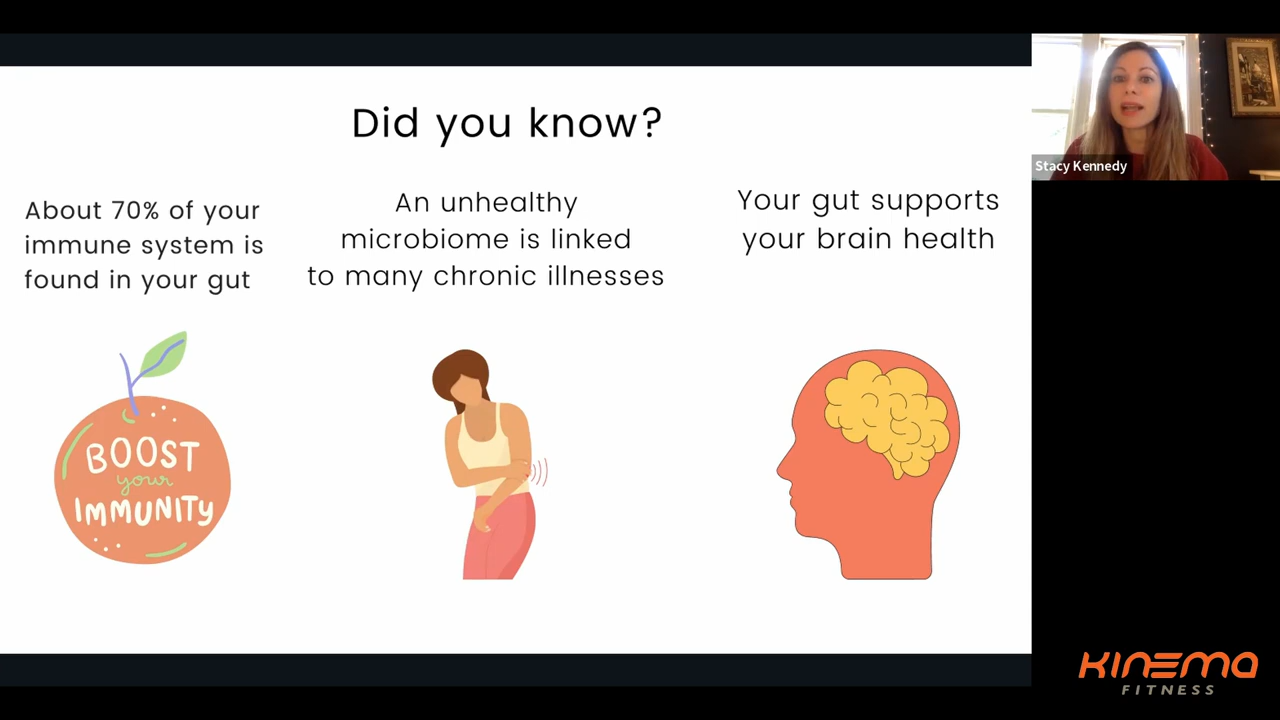 Did you know?
About 70% of your
immune system is
found in your gut
An unhealthy
microbiome is linked
to many chronic illnesses
Your gut supports
your brain health
BOOST
your
IMMUNITY
Stacy Kennedy
KINEMA
FITNESS